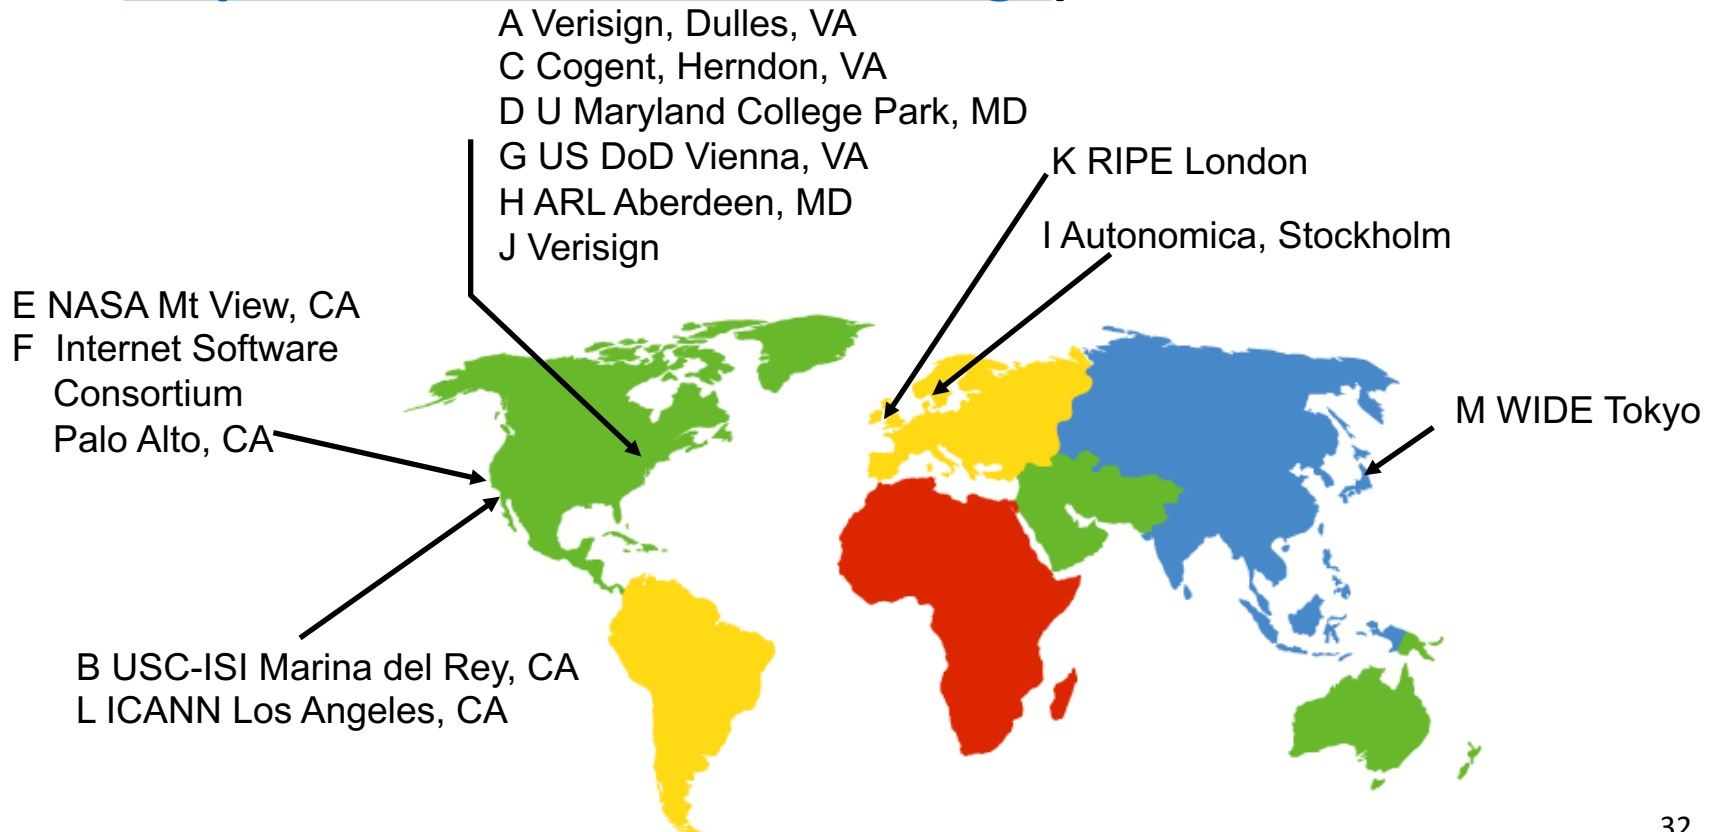 A Verisign, Dulles, VA
C Cogent, Herndon, VA
D U Maryland College Park, MD
G US DoD Vienna, VA
H ARL Aberdeen, MD
J Verisign
K RIPE London
I Autonomica, Stockholm
E NASA Mt View, CA
F Internet Software
Consortium
Palo Alto, CA
M WIDE Tokyo
B USC-ISI Marina del Rey, CA
L ICANN Los Angeles, CA
32